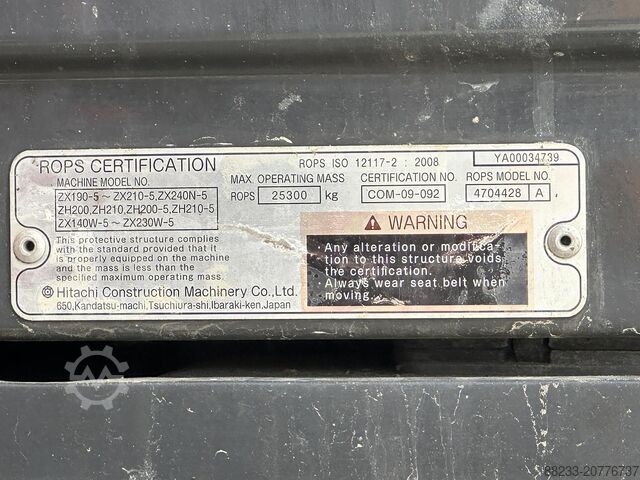 ROPS CERTIFICATION
ROPS ISO 12117-2 : 2008
YA00034739
MACHINE MODEL NO.
MAX. OPERATING MASS
CERTIFICATION NO.
ROPS MODEL NO.
ZX190-5 ~ ZX210-5,ZX240N-5
ZH200,ZH210,ZH200-5,ZH210-5
ZX140W-5 ~ ZX230W-5
ROPS 25300 kg
COM-09-092
4704428 A
This protective structure complies
with the standard provided that it
is properly equipped on the machine
and the mass is less than the
specified maximum operating mass.
WARNING
· Any alteration or modifica-
tion to this structure voids
the certification.
· Always wear seat belt when
moving.
Hitachi Construction Machinery Co.,Ltd.
650,Kandatsu-machi,Tsuchiura-shi,Ibaraki-ken,Japan
88233-20776737